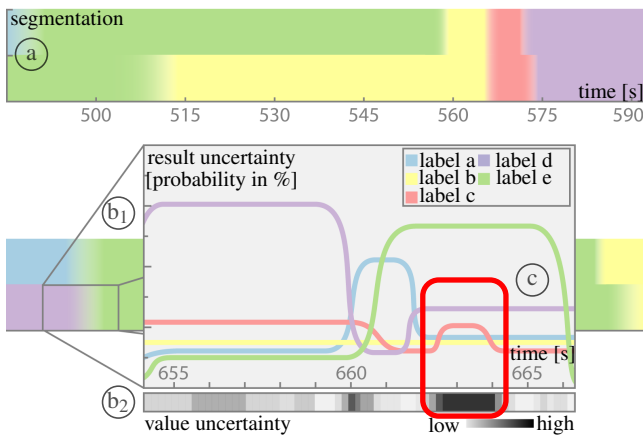 segmentation
a
time [s]
500 515 530 545 560 575 590
result uncertainty
[probability in %]
label a label d
label b label e
label c
b1
c
time [s]
655 660 665
b2
value uncertainty low high